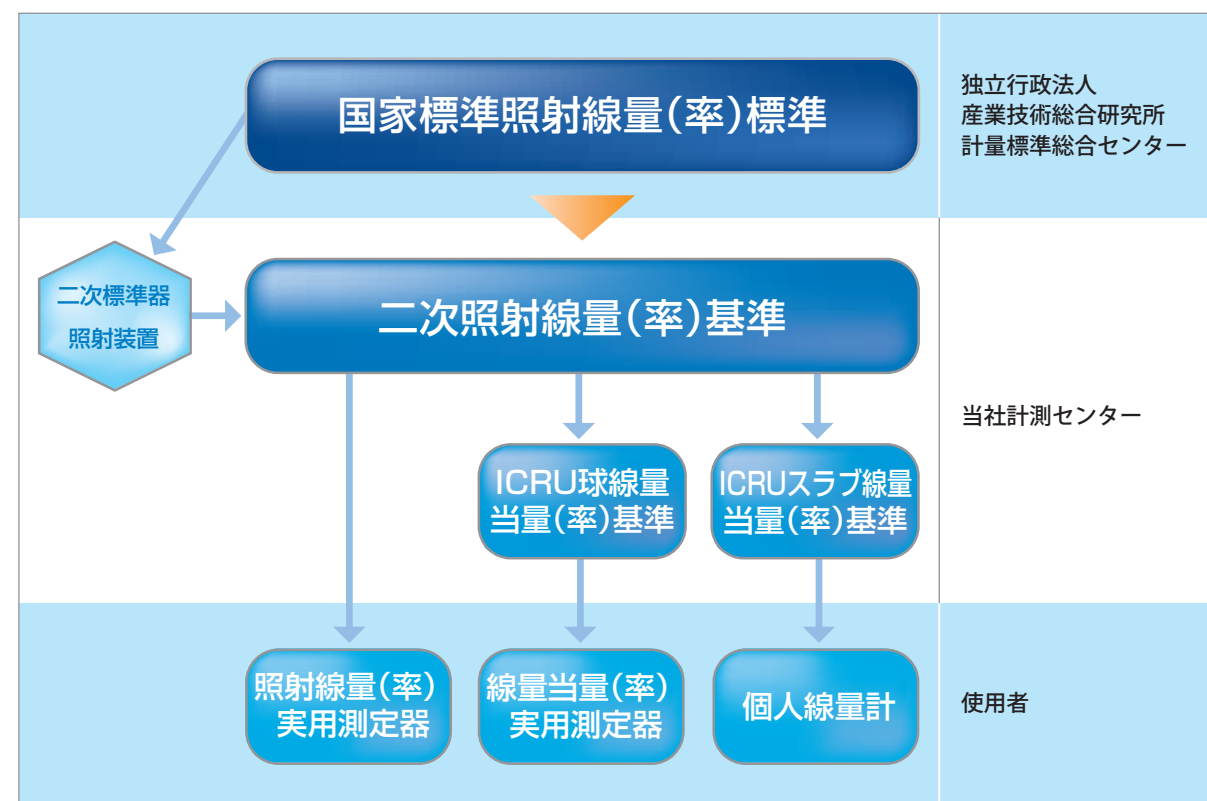 国家標準照射線量(率)標準
独立行政法人
産業技術総合研究所
計量標準総合センター
二次標準器
照射装置
二次照射線量(率)基準
ICRU球線量
当量(率)基準
ICRUスラブ線量
当量(率)基準
当社計測センター
照射線量(率)
実用測定器
線量当量(率)
実用測定器
個人線量計
使用者